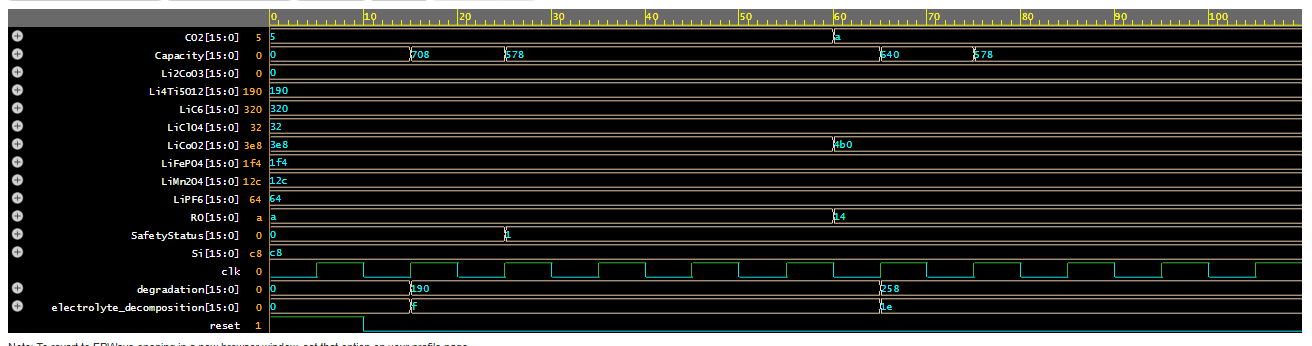 0 10 20 30 40 50 60 70 80 90 100
CO2[15:0] 5 5 a
Capacity[15:0] 0 0 708 578 640 578
Li2CoO3[15:0] 0 0
Li4Ti5O12[15:0] 190 190
LiC6[15:0] 320 320
LiClO4[15:0] 32 32
LiCoO2[15:0] 3e8 3e8 4b0
LiFePO4[15:0] 1f4 1f4
LiMn2O4[15:0] 12c 12c
LiPF6[15:0] 64 64
RO[15:0] a a 14
SafetyStatus[15:0] 0 0 1
Si[15:0] c8 c8
clk 0
degradation[15:0] 0 0 190 258
electrolyte_decomposition[15:0] 0 0 f 1e
reset 1